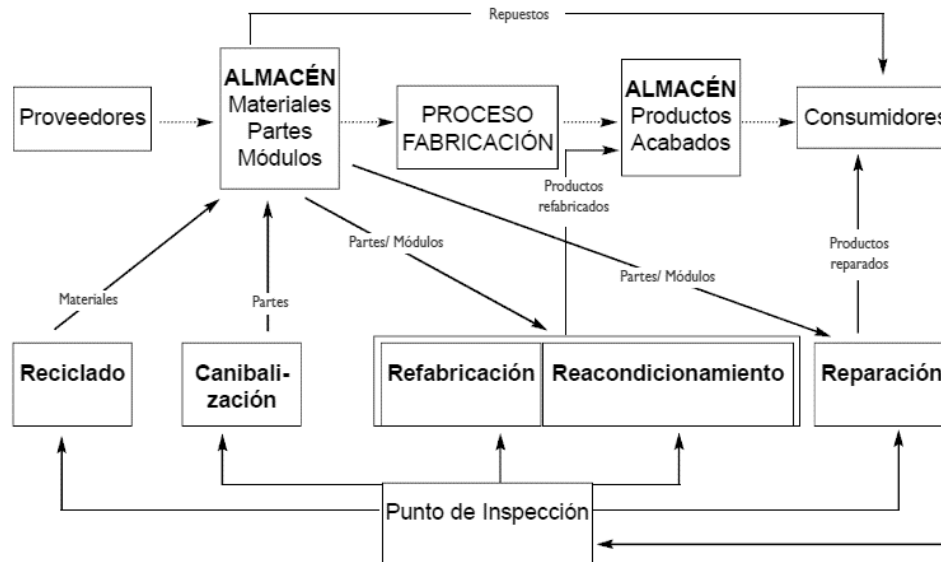 Repuestos
Proveedores
ALMACÉN
Materiales
Partes
Módulos
PROCESO
FABRICACIÓN
ALMACÉN
Productos
Acabados
Consumidores
Productos
refabricados
Partes/ Módulos
Partes/ Módulos
Productos
reparados
Materiales
Partes
Reciclado
Canibali-
zación
Refabricación
Reacondicionamiento
Reparación
Punto de Inspección